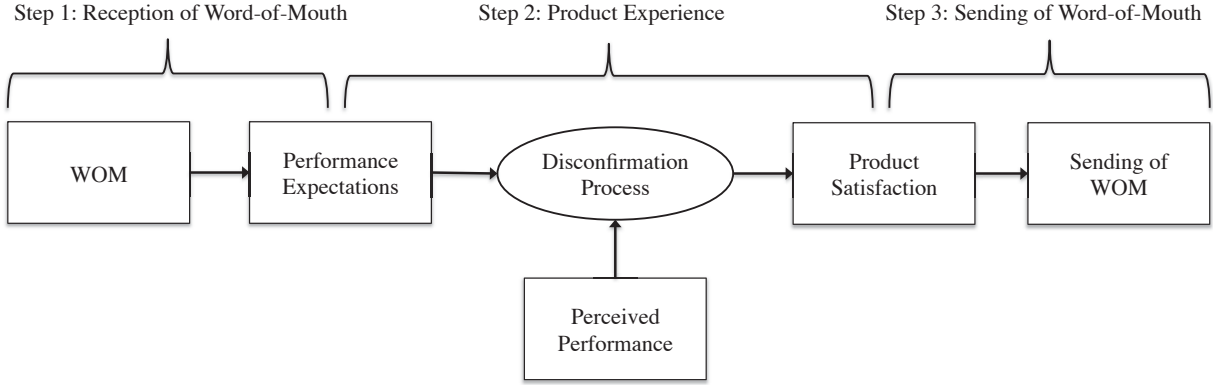 Step 1: Reception of Word-of-Mouth
Step 2: Product Experience
Step 3: Sending of Word-of-Mouth
WOM
Performance
Expectations
Disconfirmation
Process
Product
Satisfaction
Sending of
WOM
Perceived
Performance